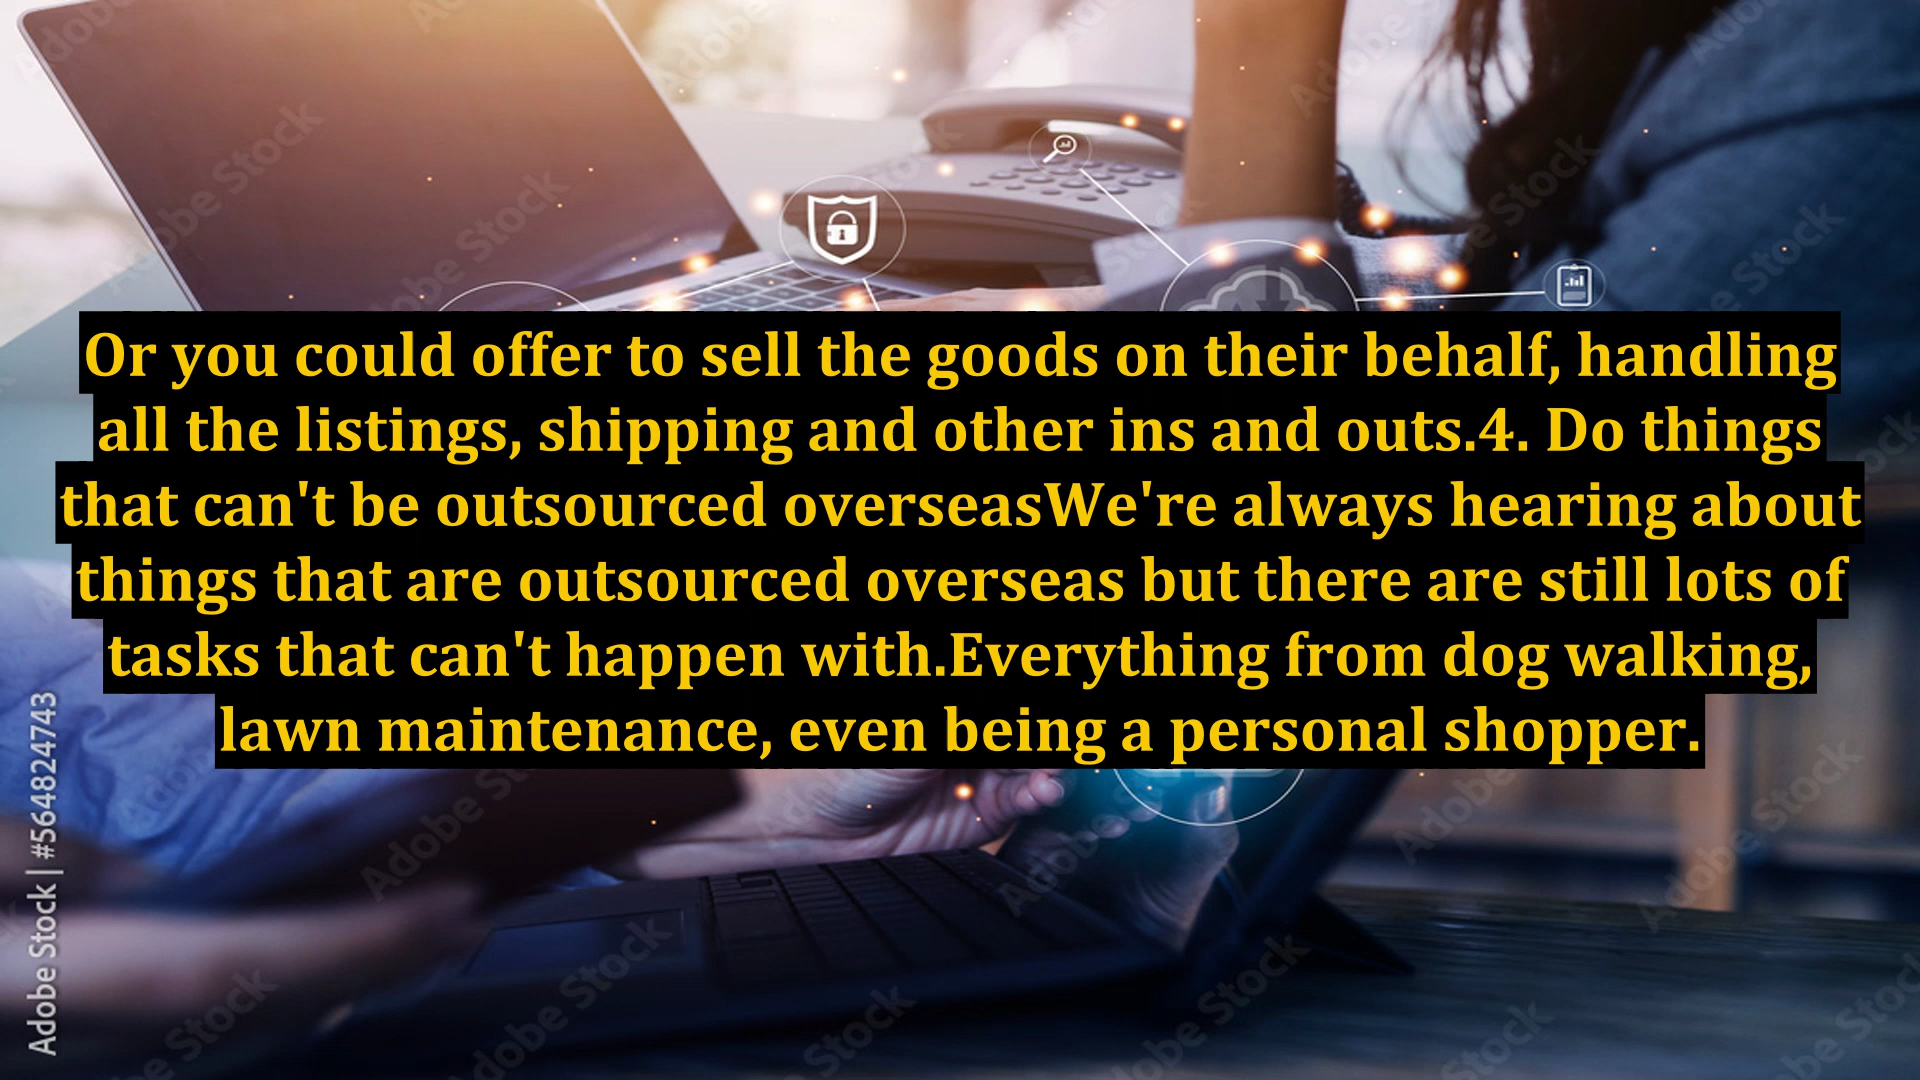 Or you could offer to sell the goods on their behalf, handling
all the listings, shipping and other ins and outs.4. Do things
that can't be outsourced overseasWe're always hearing about
things that are outsourced overseas but there are still lots of
tasks that can't happen with.Everything from dog walking,
lawn maintenance, even being a personal shopper.
Adobe Stock | #564824743